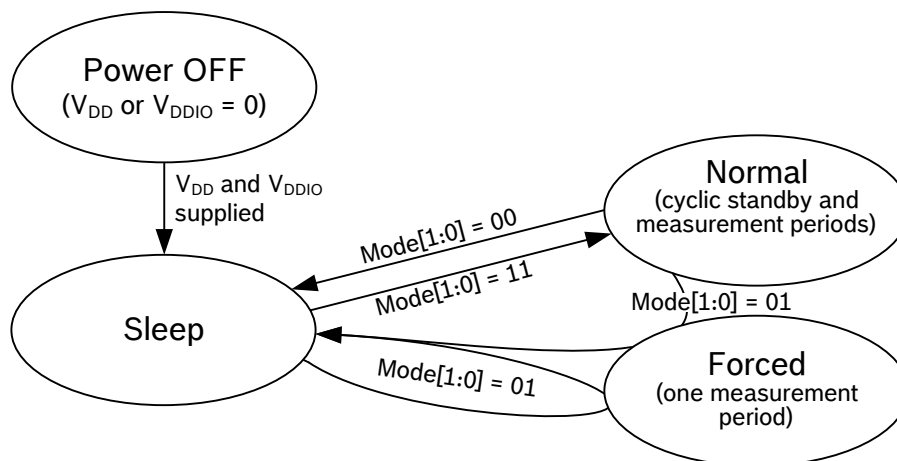 Power OFF
(VDD or VDDIO = 0)
VDD and VDDIO
supplied
Normal
(cyclic standby and
measurement periods)
Mode[1:0] = 00
Mode[1:0] = 11
Mode[1:0] = 01
Sleep
Mode[1:0] = 01
Forced
(one measurement
period)